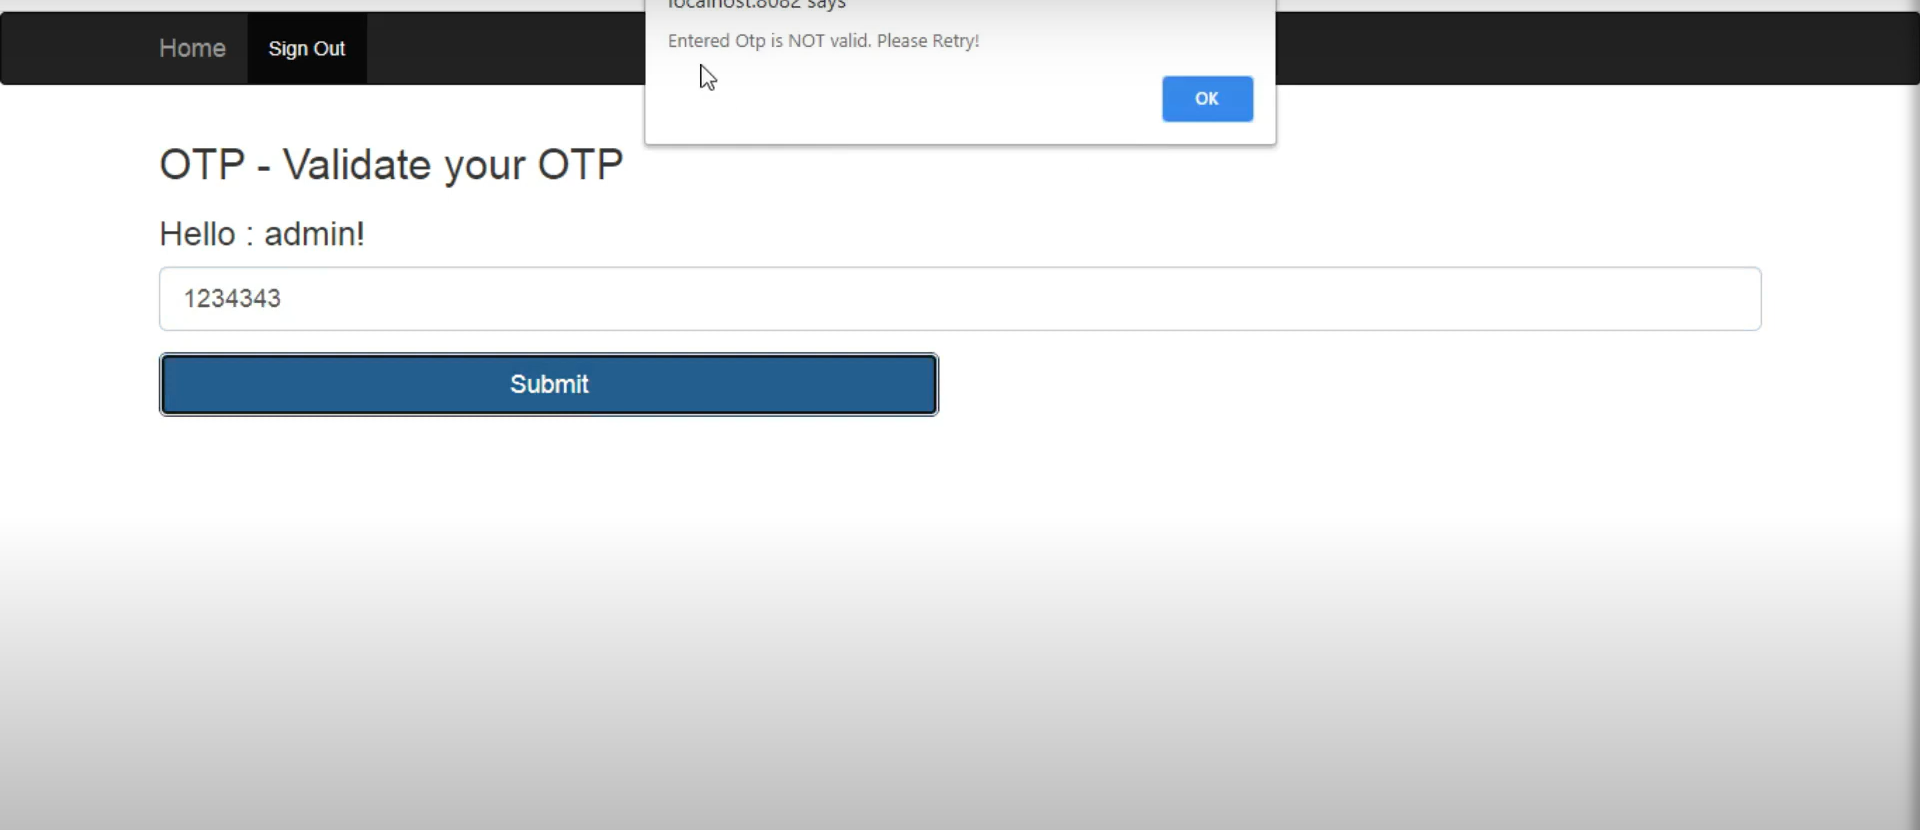 localhost:8082 says
Entered Otp is NOT valid. Please Retry!
OK
Home
Sign Out
OTP - Validate your OTP
Hello : admin!
1234343
Submit